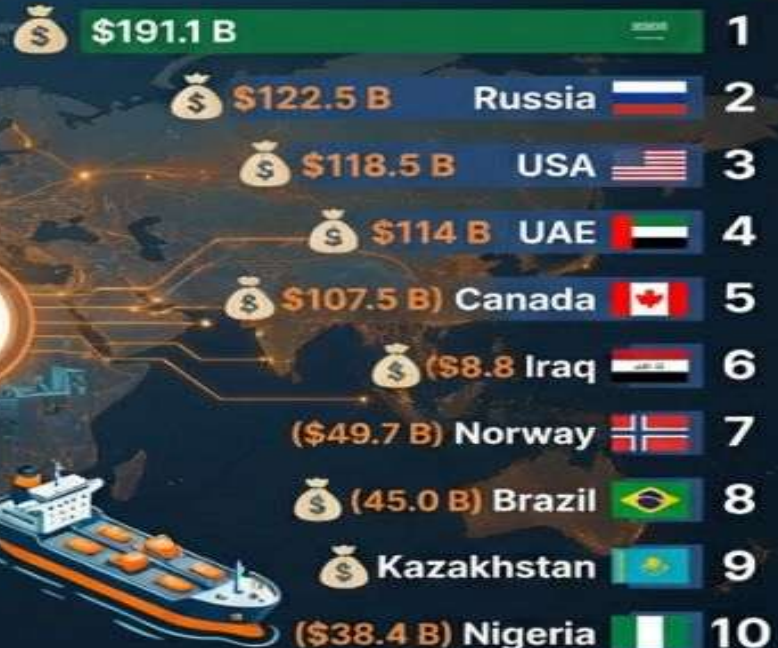 $ $191.1 B 1
$ $122.5 B Russia 2
$ $118.5 B USA 3
$ $114 B UAE 4
$ $107.5 B) Canada 5
$ ($8.8 Iraq 6
($49.7 B) Norway 7
$ (45.0 B) Brazil 8
$ Kazakhstan 9
($38.4 B) Nigeria 10